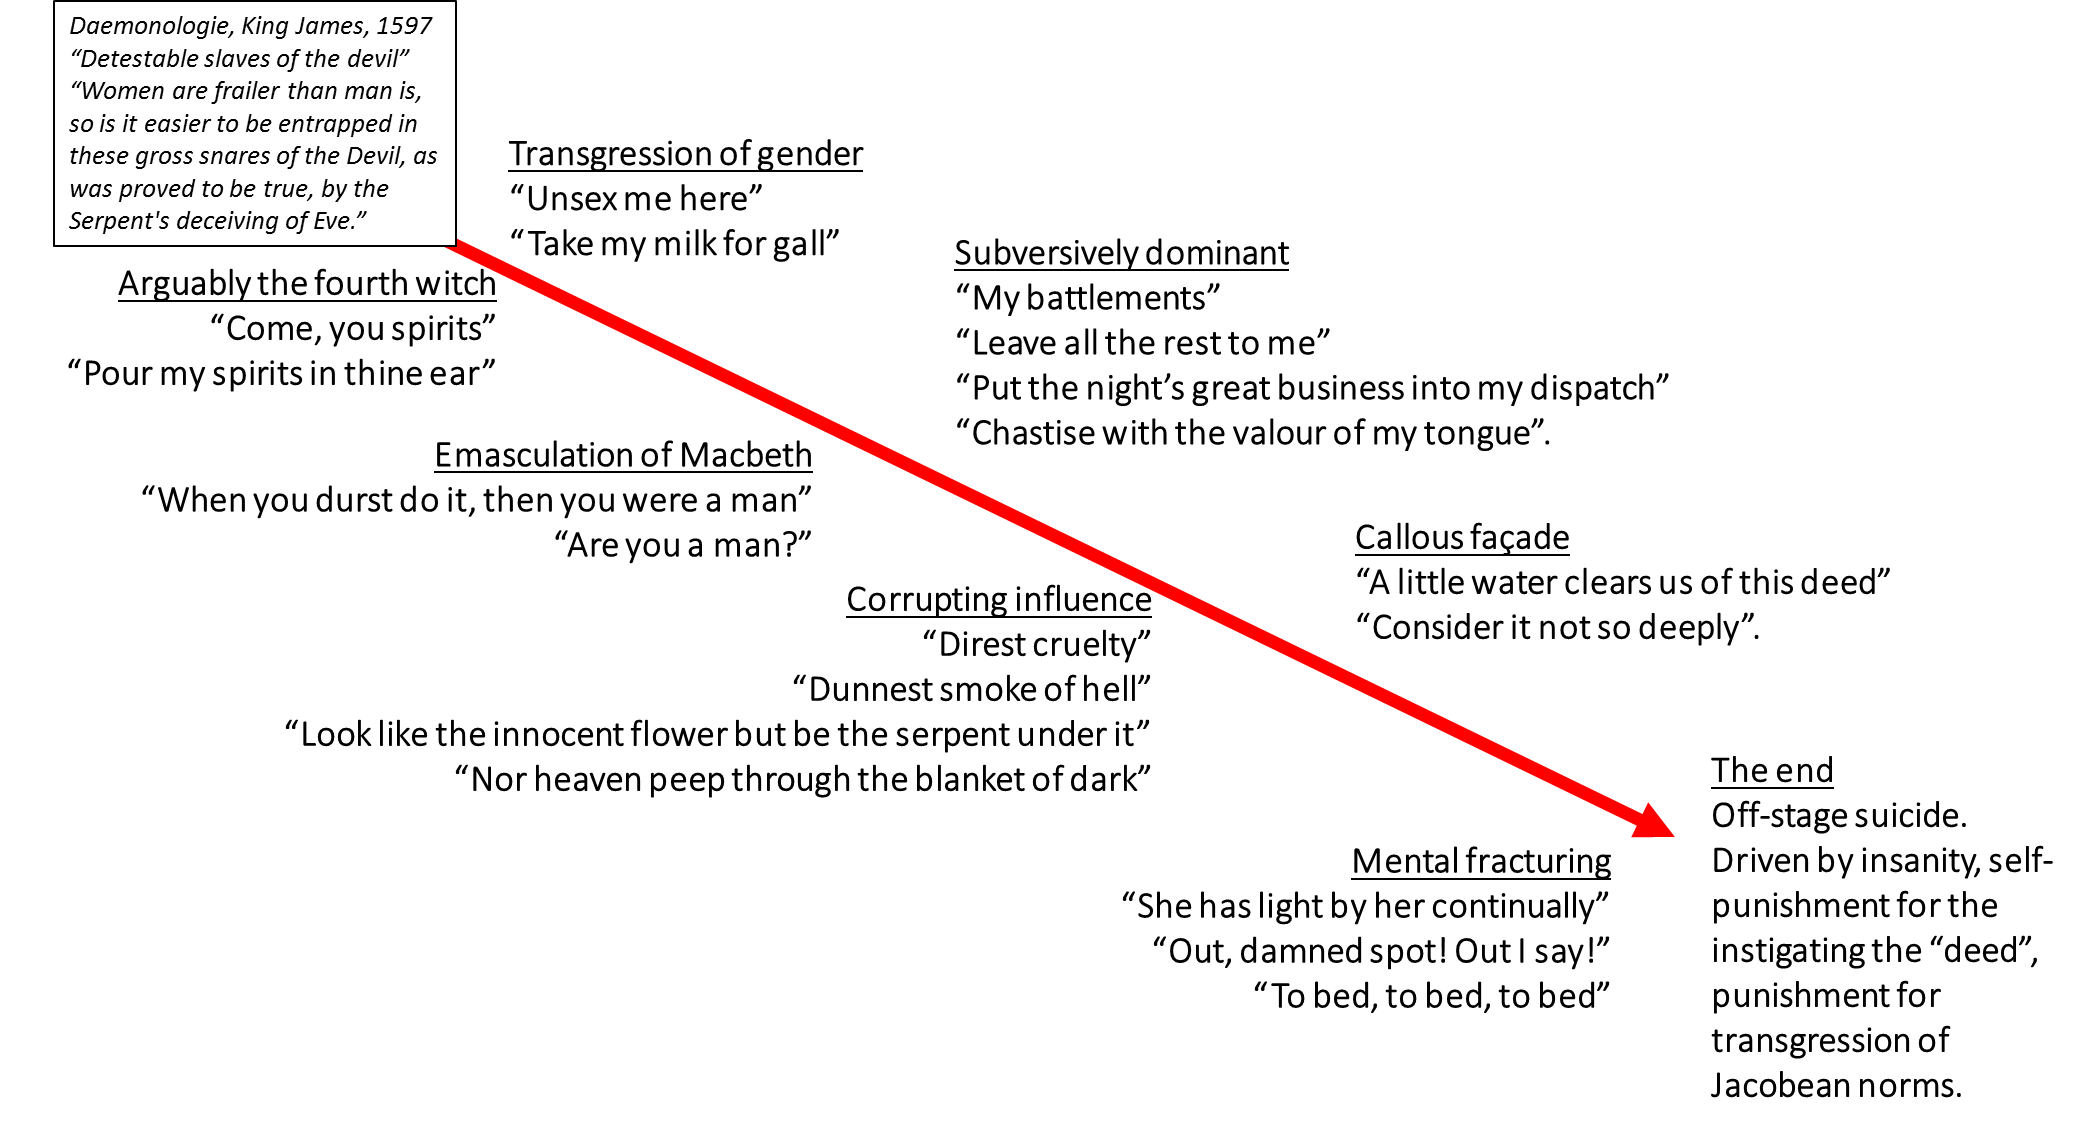 Daemonologie, King James, 1597
“Detestable slaves of the devil”
“Women are frailer than man is,
so is it easier to be entrapped in
these gross snares of the Devil, as
was proved to be true, by the
Serpent's deceiving of Eve.”
Transgression of gender
“Unsex me here”
“Take my milk for gall”
Arguably the fourth witch
“Come, you spirits”
“Pour my spirits in thine ear”
Subversively dominant
“My battlements”
“Leave all the rest to me”
“Put the night’s great business into my dispatch”
“Chastise with the valour of my tongue”.
Emasculation of Macbeth
“When you durst do it, then you were a man”
“Are you a man?”
Callous façade
“A little water clears us of this deed”
“Consider it not so deeply”.
Corrupting influence
“Direst cruelty”
“Dunnest smoke of hell”
“Look like the innocent flower but be the serpent under it”
“Nor heaven peep through the blanket of dark”
Mental fracturing
“She has light by her continually”
“Out, damned spot! Out I say!”
“To bed, to bed, to bed”
The end
Off-stage suicide.
Driven by insanity, self-
punishment for the
instigating the “deed”,
punishment for
transgression of
Jacobean norms.